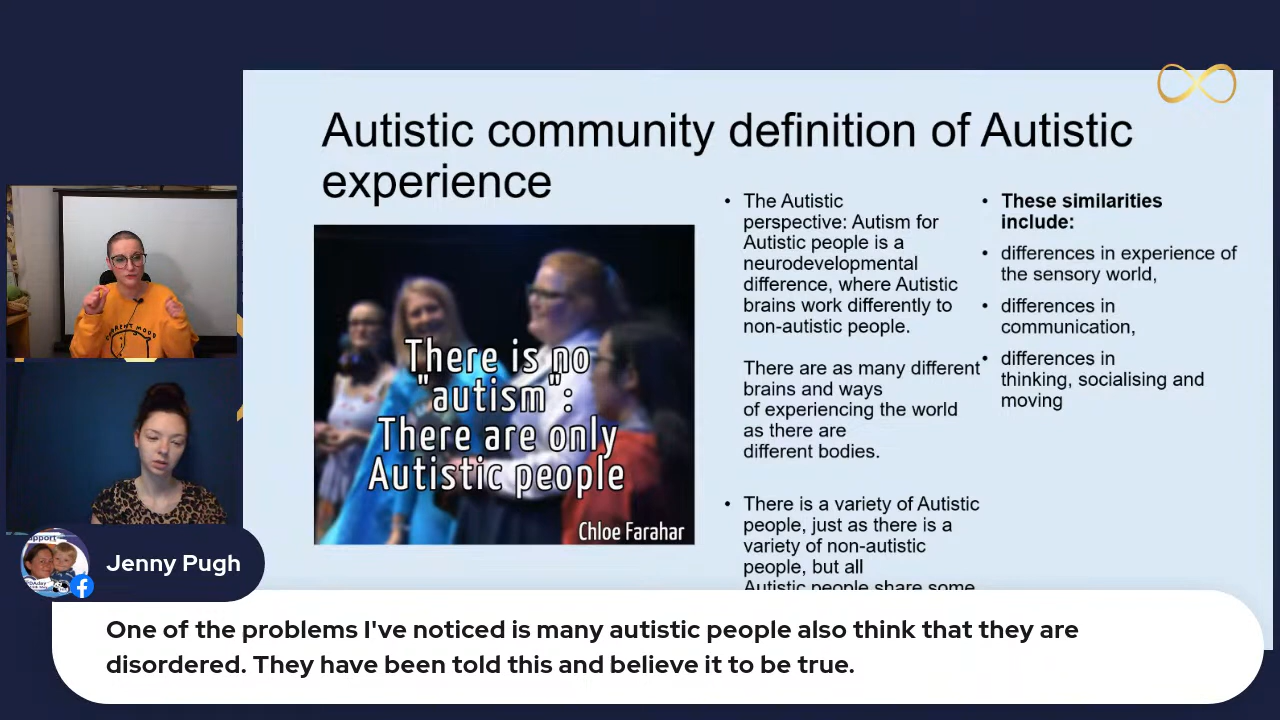 Autistic community definition of Autistic
experience
There is no
"autism":
There are only
Autistic people
Chloe Farahar
• The Autistic
perspective: Autism for
Autistic people is a
neurodevelopmental
difference, where Autistic
brains work differently to
non-autistic people.
There are as many different
brains and ways
of experiencing the world
as there are
different bodies.
• There is a variety of Autistic
people, just as there is a
variety of non-autistic
people, but all
Autistic people share some
• These similarities
include:
• differences in experience of
the sensory world,
• differences in
communication,
• differences in
thinking, socialising and
moving
Jenny Pugh
One of the problems I've noticed is many autistic people also think that they are
disordered. They have been told this and believe it to be true.